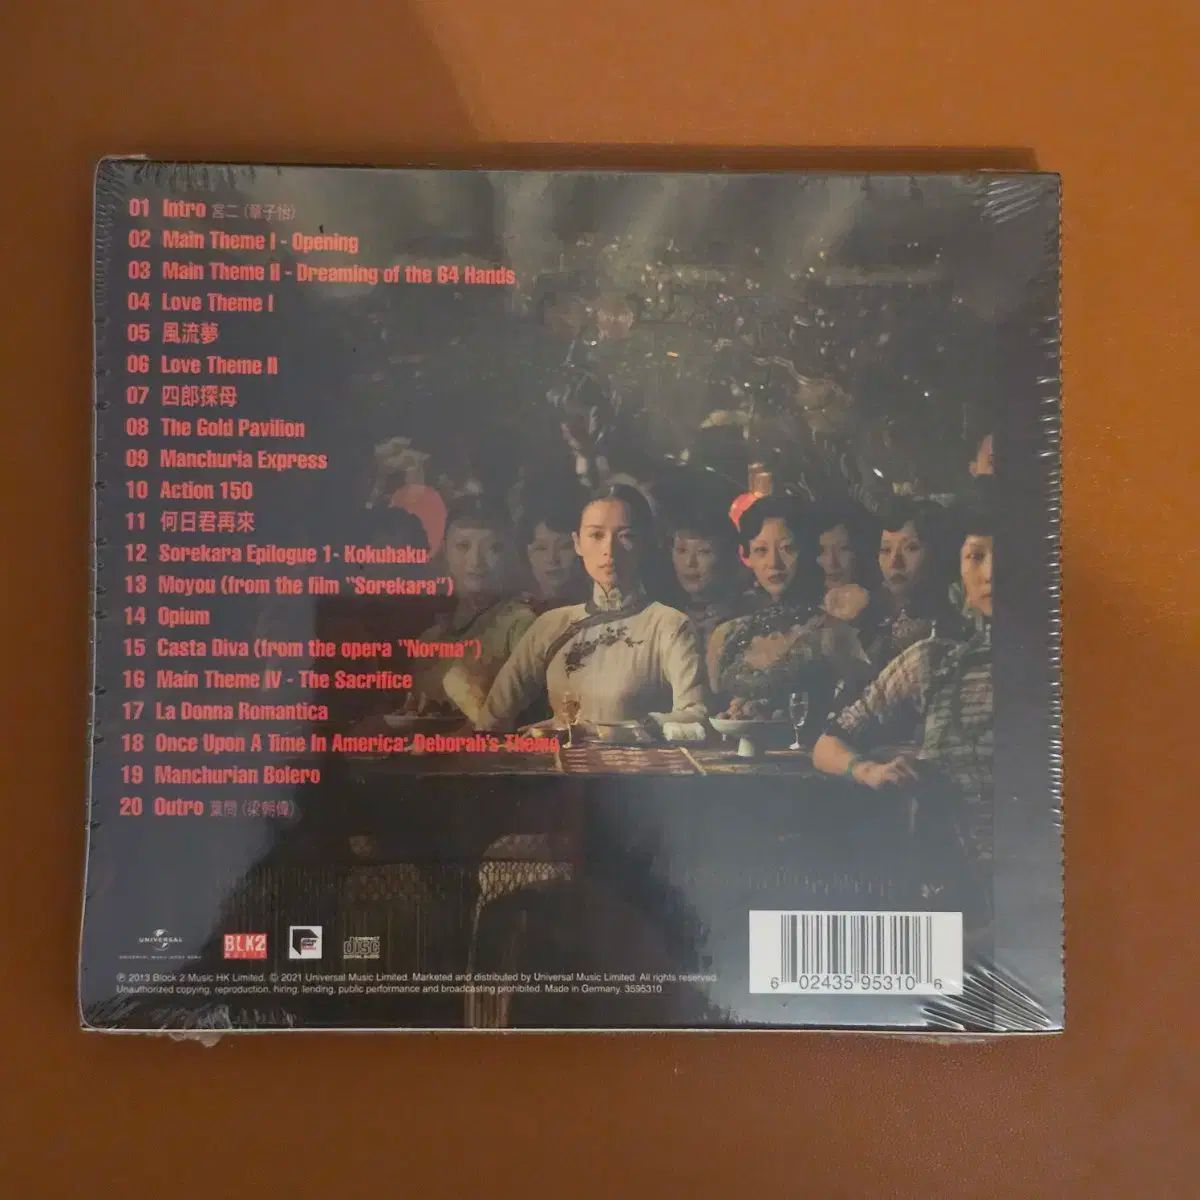 01 Intro 宮二 (章子怡)
02 Main Theme I - Opening
03 Main Theme II - Dreaming of the 64 Hands
04 Love Theme I
05 風流夢
06 Love Theme II
07 四郎探母
08 The Gold Pavilion
09 Manchuria Express
10 Action 150
11 何日君再來
12 Sorekara Epilogue 1- Kokuhaku
13 Moyou (from the film "Sorekara")
14 Opium
15 Casta Diva (from the opera "Norma")
16 Main Theme IV - The Sacrifice
17 La Donna Romantica
18 Once Upon A Time In America: Deborah's Theme
19 Manchurian Bolero
20 Outro 葉問 (梁朝偉)
UNIVERSAL
BLK2
MUSIC
COMPACT
disc
DIGITAL AUDIO
℗ 2013 Block 2 Music HK Limited. © 2021 Universal Music Limited. Marketed and distributed by Universal Music Limited. All rights reserved.
Unauthorized copying, reproduction, hiring, lending, public performance and broadcasting prohibited. Made in Germany. 3595310
6 02435 95310 6